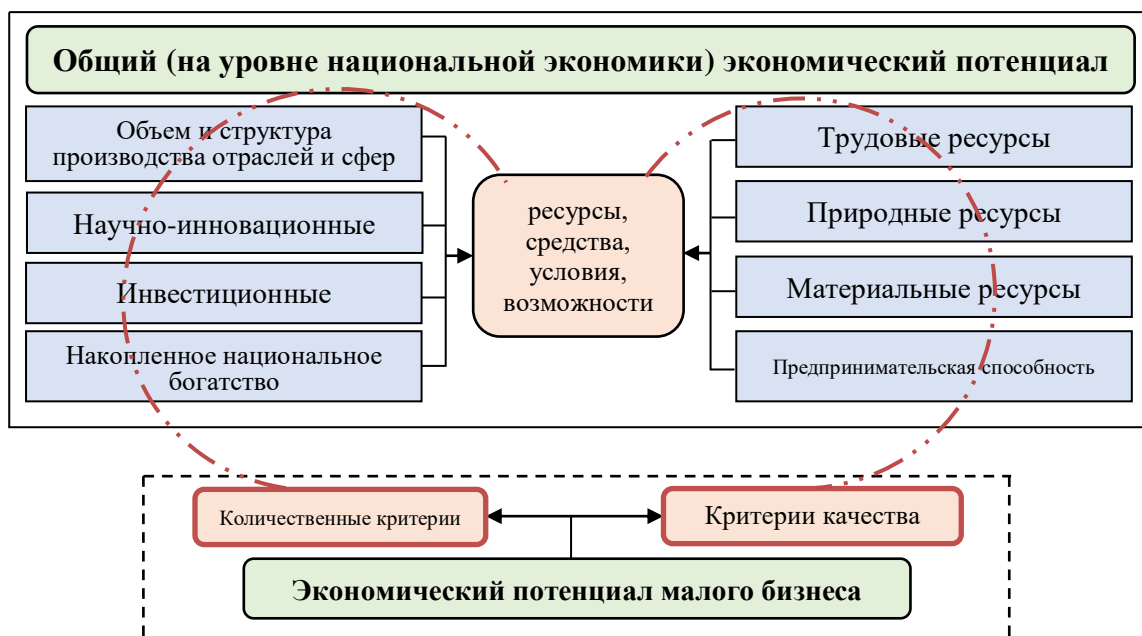 Общий (на уровне национальной экономики) экономический потенциал
Объем и структура
производства отраслей и сфер
Научно-инновационные
Инвестиционные
Накопленное национальное
богатство
ресурсы,
средства,
условия,
возможности
Трудовые ресурсы
Природные ресурсы
Материальные ресурсы
Предпринимательская способность
Количественные критерии
Критерии качества
Экономический потенциал малого бизнеса